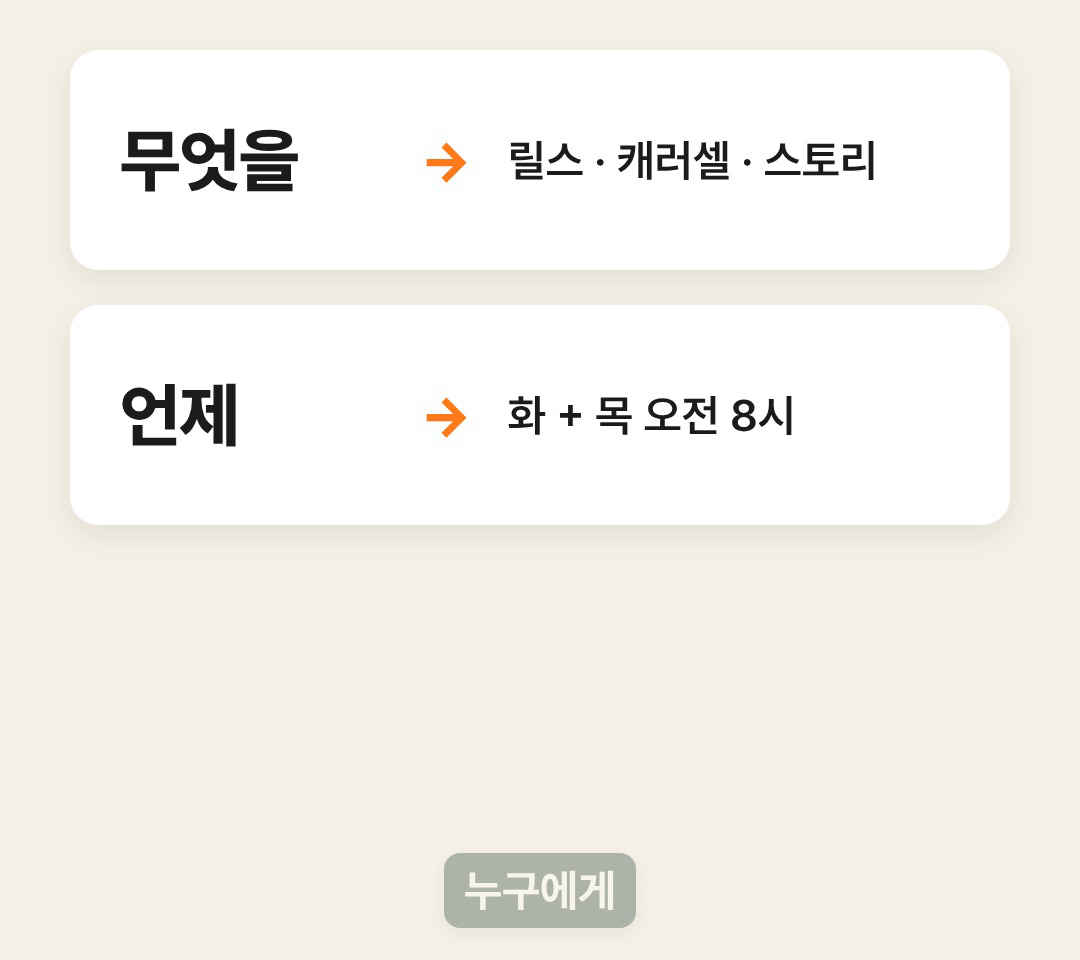 무엇을 → 릴스 · 캐러셀 · 스토리
언제 → 화 + 목 오전 8시
누구에게